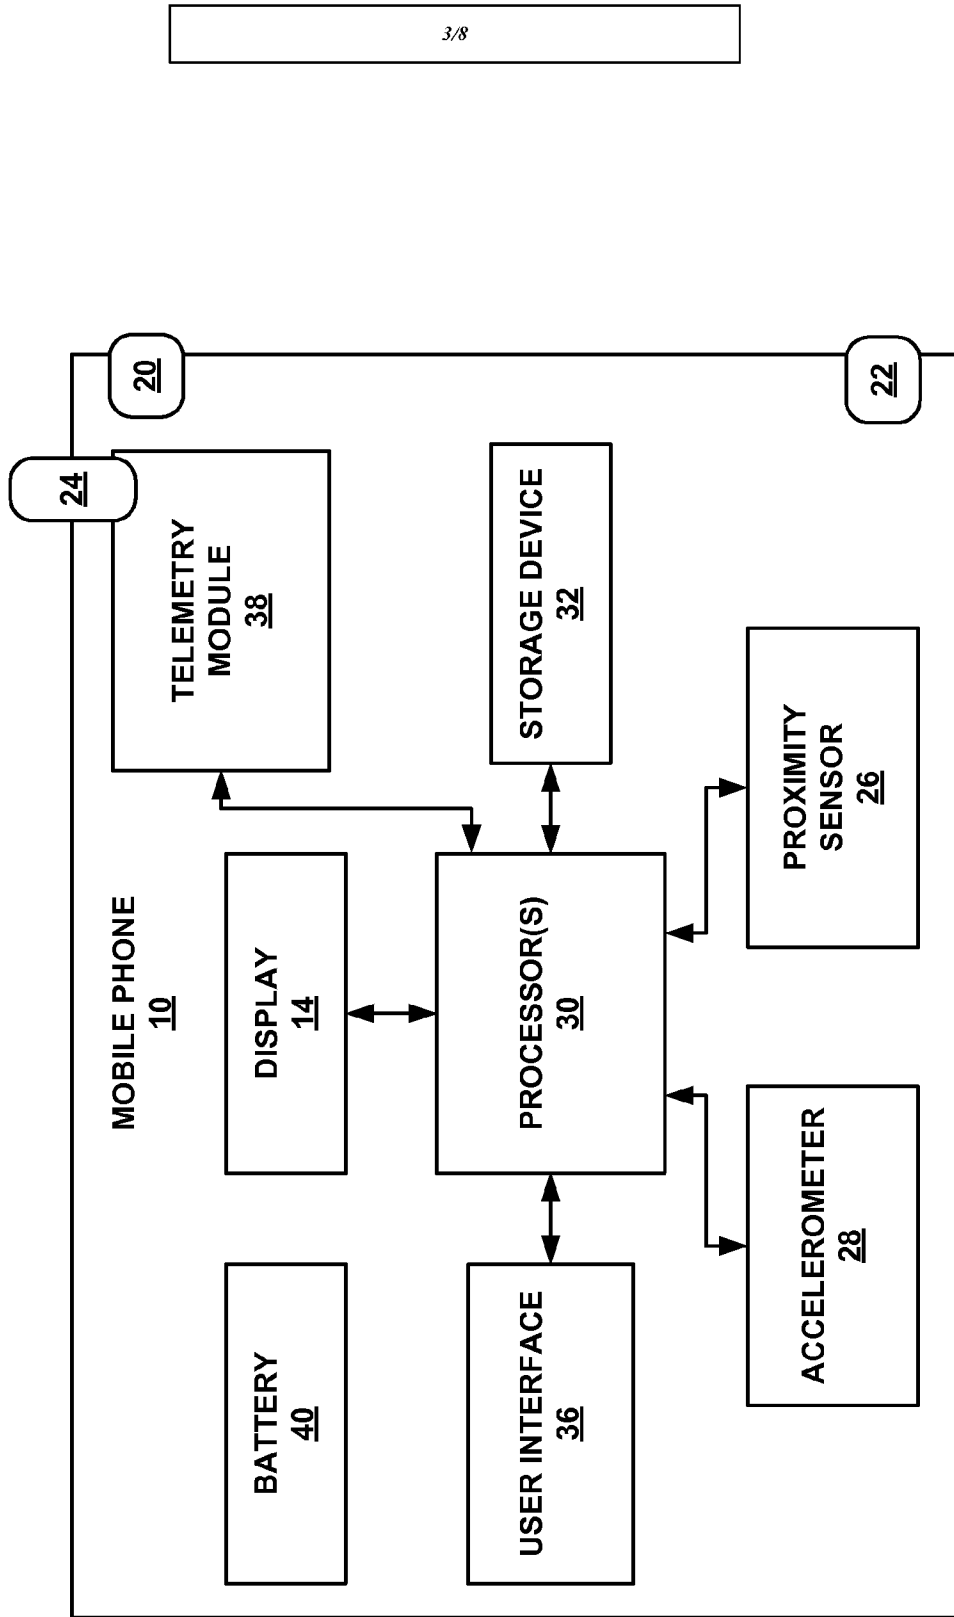 3/8
MOBILE PHONE
10
24
20
BATTERY
40
DISPLAY
14
TELEMETRY
MODULE
38
USER INTERFACE
36
PROCESSOR(S)
30
STORAGE DEVICE
32
ACCELEROMETER
28
PROXIMITY
SENSOR
26
22